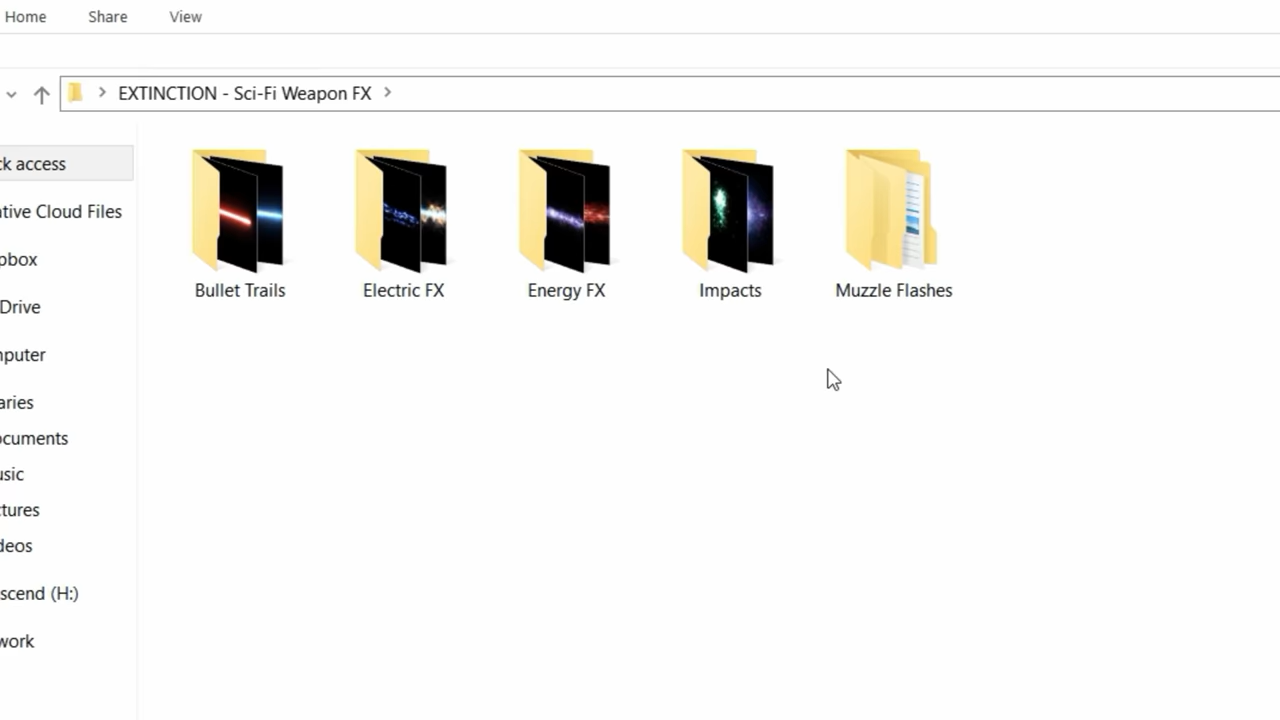 Home Share View
EXTINCTION - Sci-Fi Weapon FX
ck access
ative Cloud Files
pbox
Drive
mputer
aries
ocuments
usic
ctures
deos
scend (H:)
work
Bullet Trails
Electric FX
Energy FX
Impacts
Muzzle Flashes